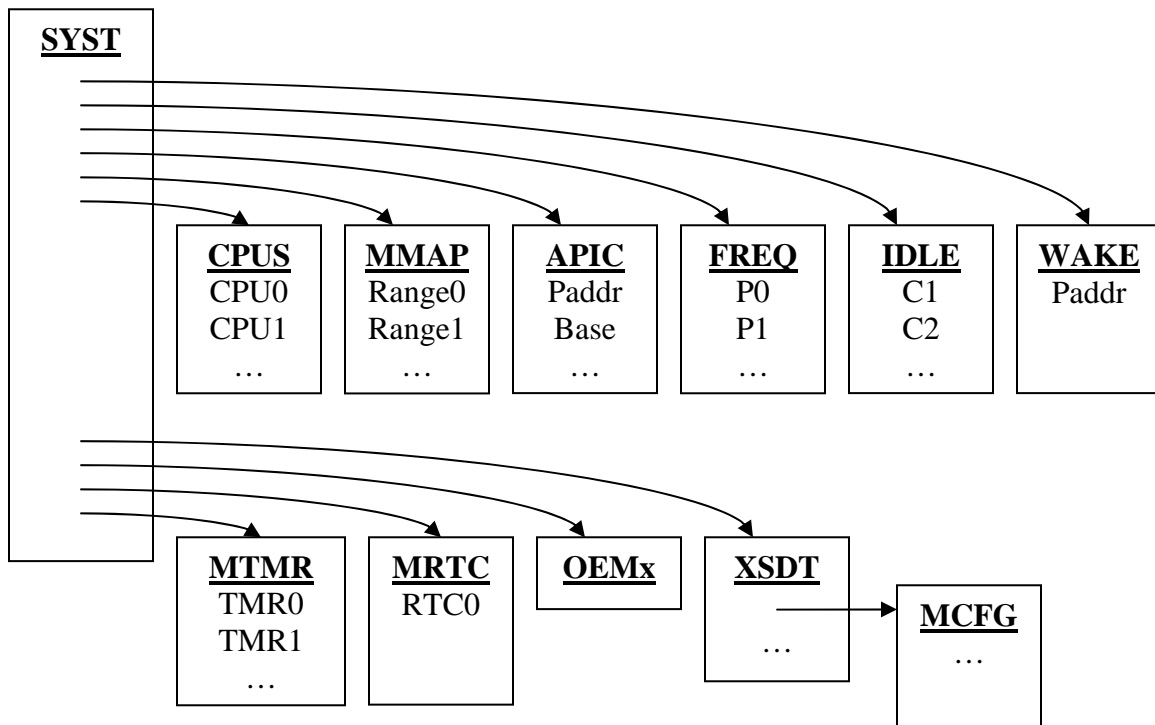 SYST
CPUS
CPU0
CPU1
…
MMAP
Range0
Range1
…
APIC
Paddr
Base
…
FREQ
P0
P1
…
IDLE
C1
C2
…
WAKE
Paddr
MTMR
TMR0
TMR1
…
MRTC
RTC0
OEMx
XSDT
…
MCFG
…